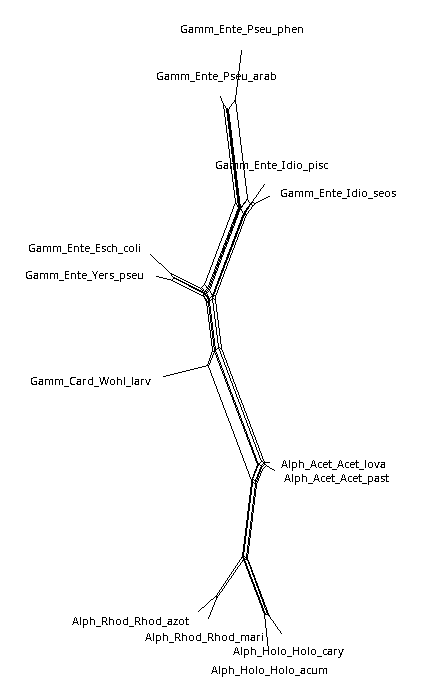 Gamm_Ente_Pseu_phen
Gamm_Ente_Pseu_arab
Gamm_Ente_Idio_pisc
Gamm_Ente_Idio_seos
Gamm_Ente_Esch_coli
Gamm_Ente_Yers_pseu
Gamm_Card_Wohl_larv
Alph_Acet_Acet_lova
Alph_Acet_Acet_past
Alph_Rhod_Rhod_azot
Alph_Rhod_Rhod_mari
Alph_Holo_Holo_cary
Alph_Holo_Holo_acum